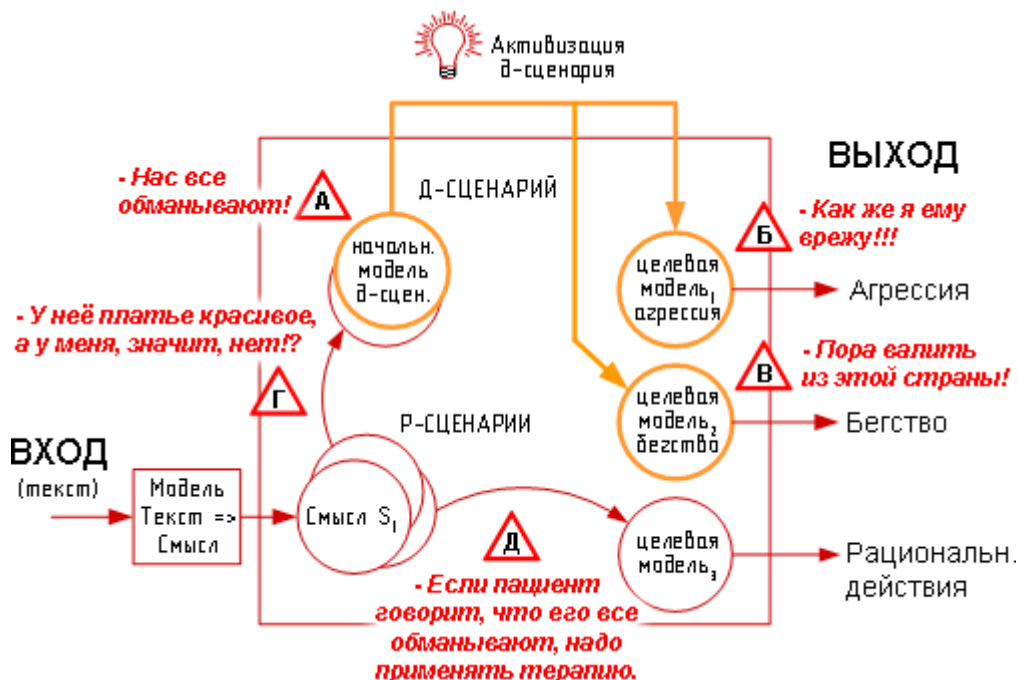 Активизация
д-сценария
ВЫХОД
- Нас все
обманывают!
А
Д-СЦЕНАРИЙ
начальн.
модель
д-сцен.
целевая
модель₁
агрессия
Б
- Как же я ему
врежу!!!
Агрессия
- У неё платье красивое,
а у меня, значит, нет!?
Г
целевая
модель₂
бегство
В
- Пора валить
из этой страны!
Бегство
Р-СЦЕНАРИИ
ВХОД
(текст)
Модель
Текст =>
Смысл
Смысл S₁
Д
целевая
модель₃
Рациональн.
действия
- Если пациент
говорит, что его все
обманывают, надо
применять терапию.